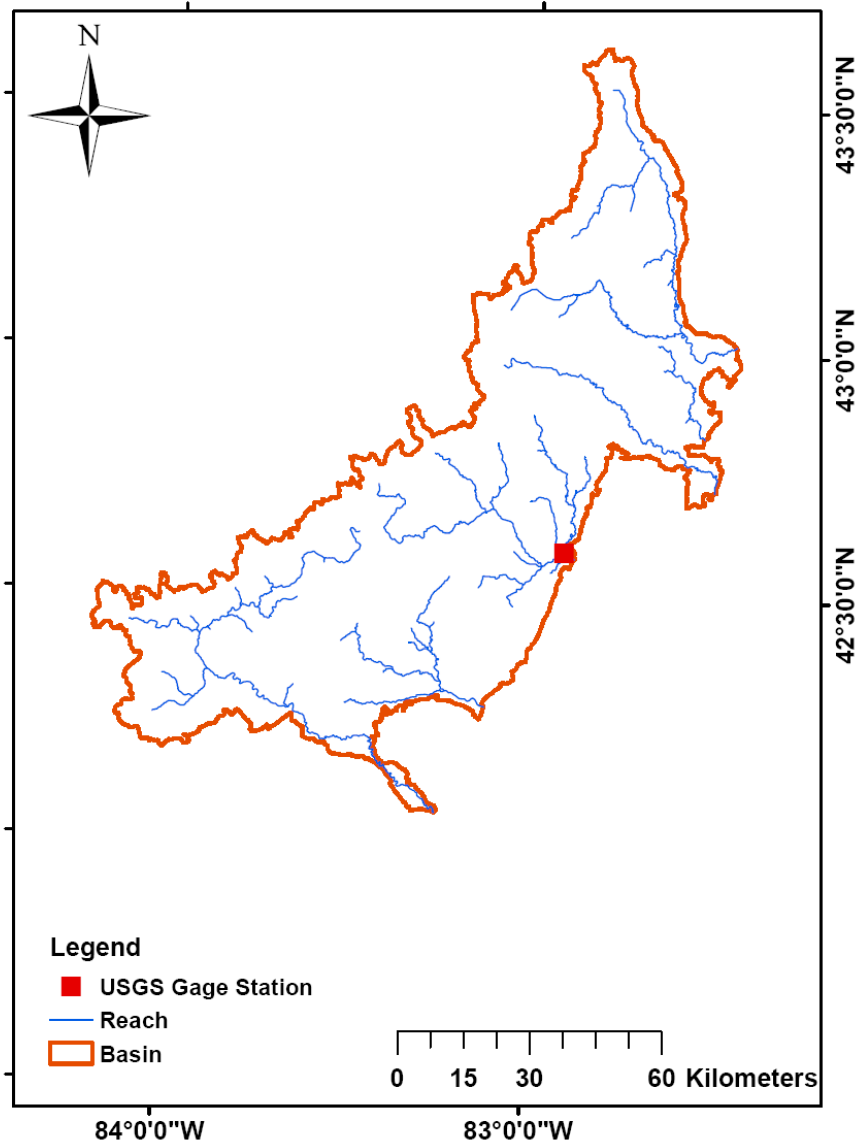 N
43°30'0"N
43°0'0"N
42°30'0"N
Legend
USGS Gage Station
Reach
Basin
0 15 30 60 Kilometers
84°0'0"W 83°0'0"W